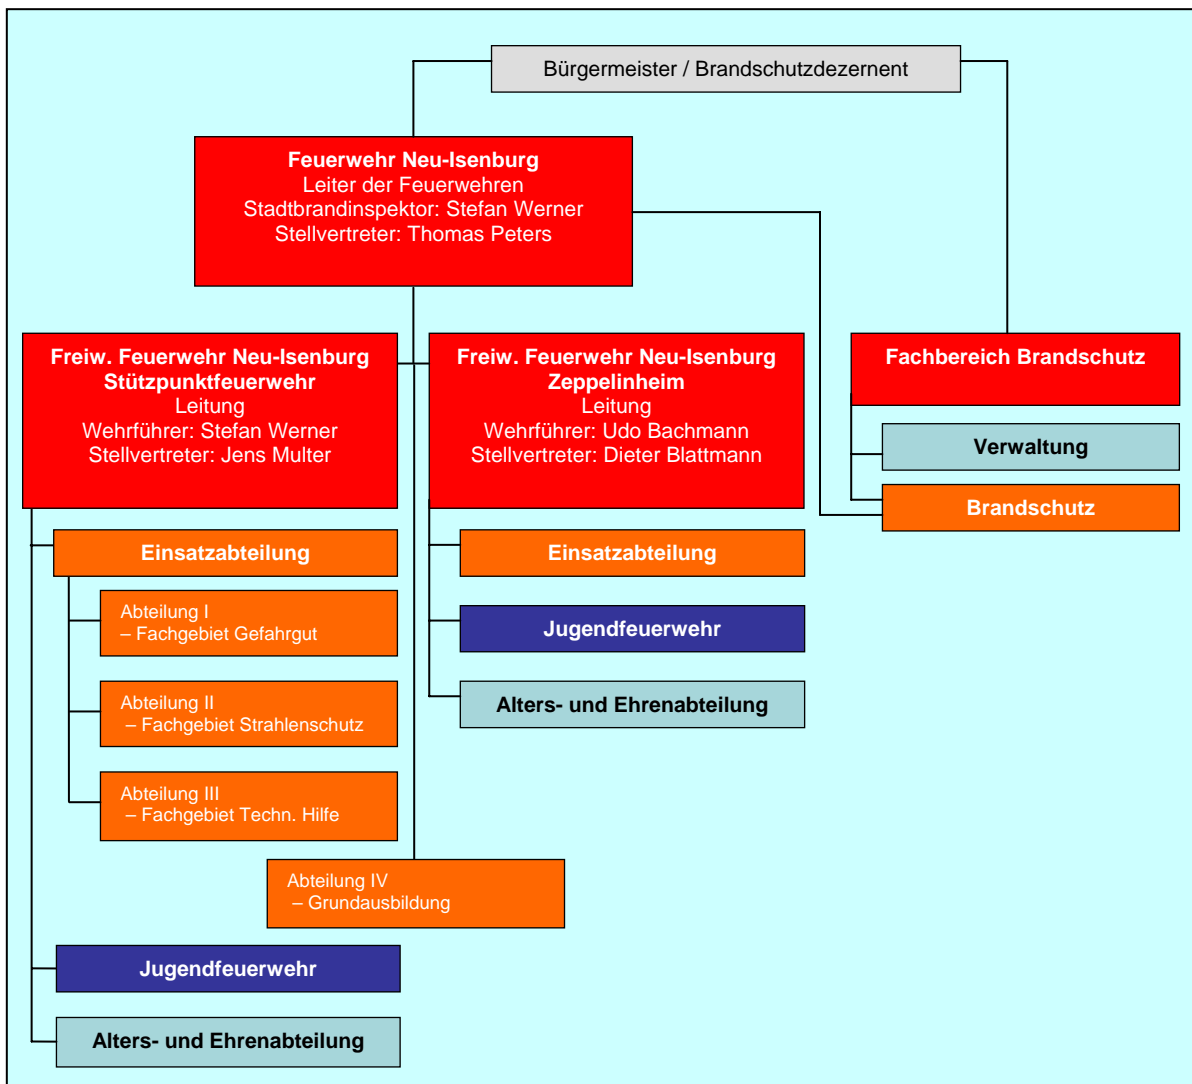 Bürgermeister / Brandschutzdezernent
Feuerwehr Neu-Isenburg
Leiter der Feuerwehren
Stadtbrandinspektor: Stefan Werner
Stellvertreter: Thomas Peters
Freiw. Feuerwehr Neu-Isenburg
Stützpunktfeuerwehr
Leitung
Wehrführer: Stefan Werner
Stellvertreter: Jens Multer
Freiw. Feuerwehr Neu-Isenburg
Zeppelinheim
Leitung
Wehrführer: Udo Bachmann
Stellvertreter: Dieter Blattmann
Fachbereich Brandschutz
Verwaltung
Brandschutz
Einsatzabteilung
Abteilung I
– Fachgebiet Gefahrgut
Abteilung II
– Fachgebiet Strahlenschutz
Abteilung III
– Fachgebiet Techn. Hilfe
Einsatzabteilung
Jugendfeuerwehr
Alters- und Ehrenabteilung
Abteilung IV
– Grundausbildung
Jugendfeuerwehr
Alters- und Ehrenabteilung